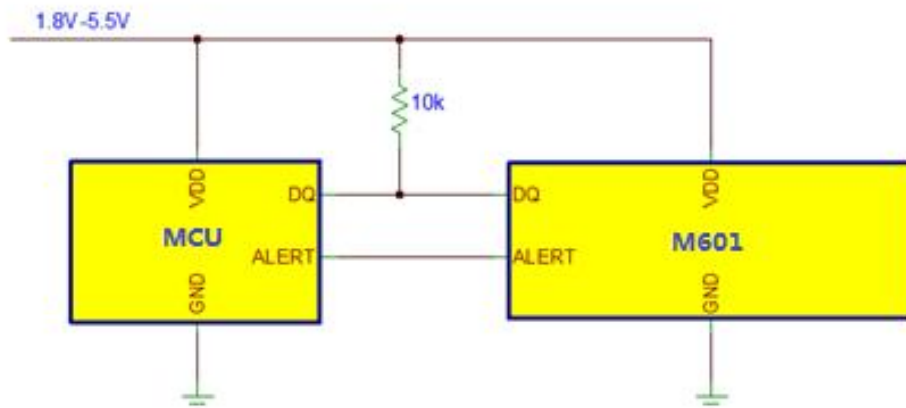 1.8V-5.5V
10k
VDD
DQ
MCU
ALERT
GND
VDD
DQ
M601
ALERT
GND